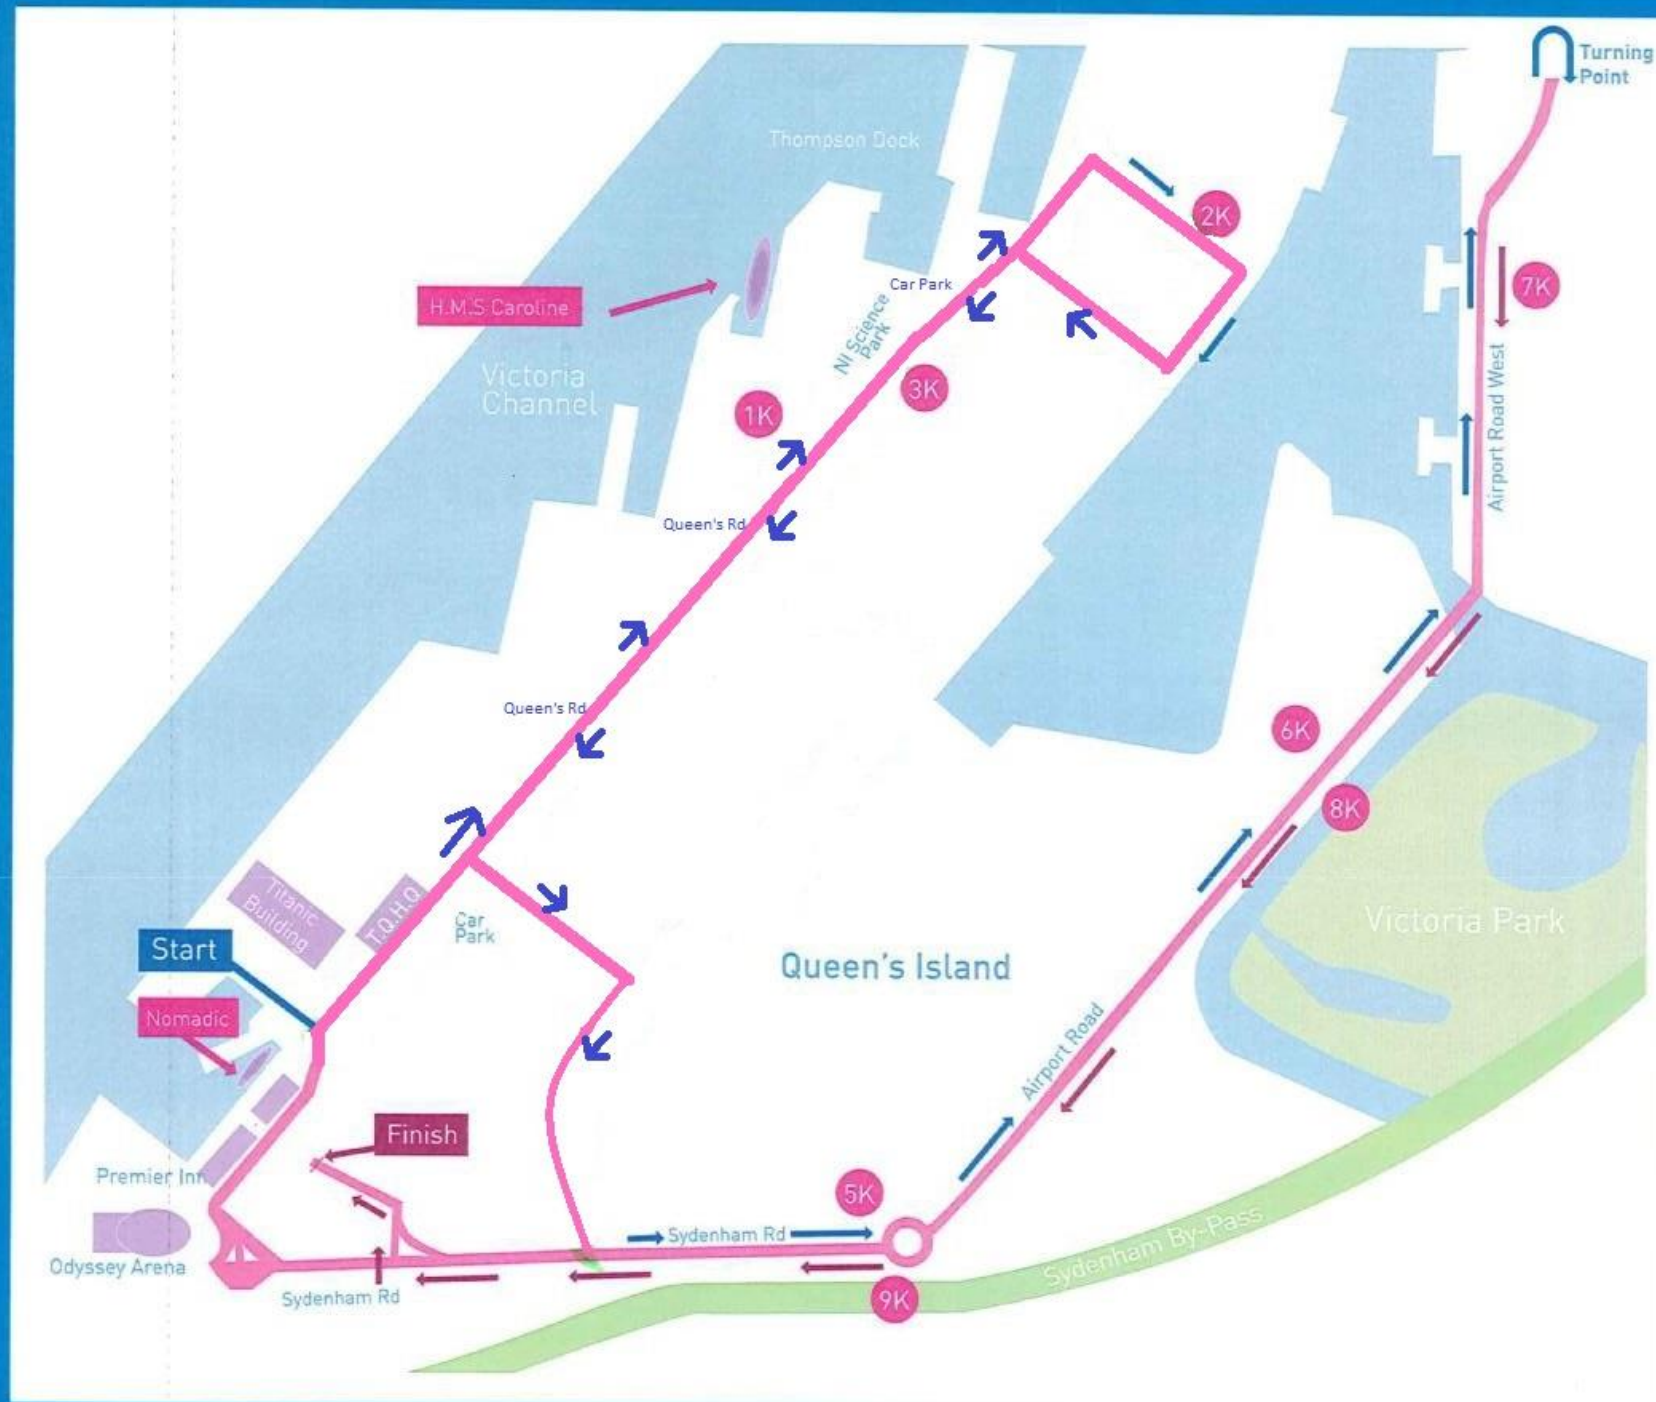 Turning
Point
Thompson Dock
2K
H.M.S Caroline
Car Park
7K
NI Science
Park
Victoria
Channel
3K
1K
Airport Road West
Queen's Rd
Queen's Rd
6K
8K
Titanic
Building
T.Q.H.Q
Car
Park
Victoria Park
Start
Queen's Island
Nomadic
Airport Road
Finish
Premier Inn
5K
Sydenham Rd
Sydenham By-Pass
Odyssey Arena
Sydenham Rd
9K